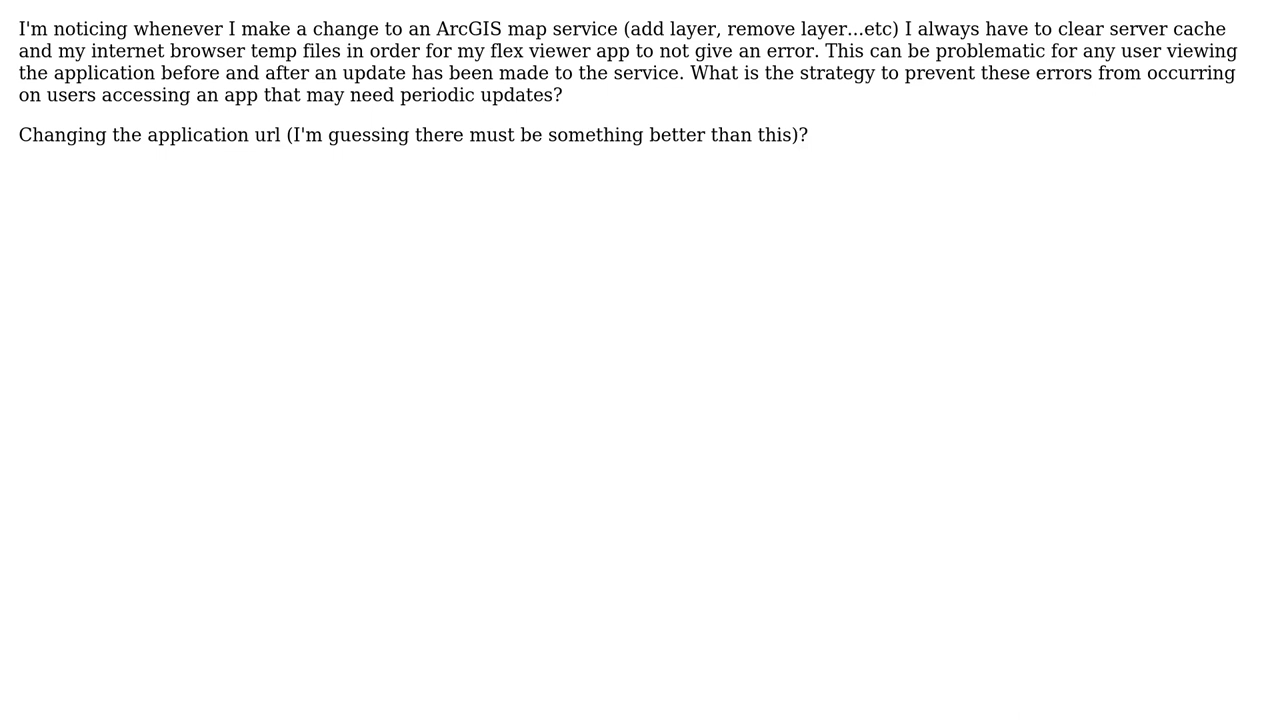 I'm noticing whenever I make a change to an ArcGIS map service (add layer, remove layer...etc) I always have to clear server cache
and my internet browser temp files in order for my flex viewer app to not give an error. This can be problematic for any user viewing
the application before and after an update has been made to the service. What is the strategy to prevent these errors from occurring
on users accessing an app that may need periodic updates?
Changing the application url (I'm guessing there must be something better than this)?